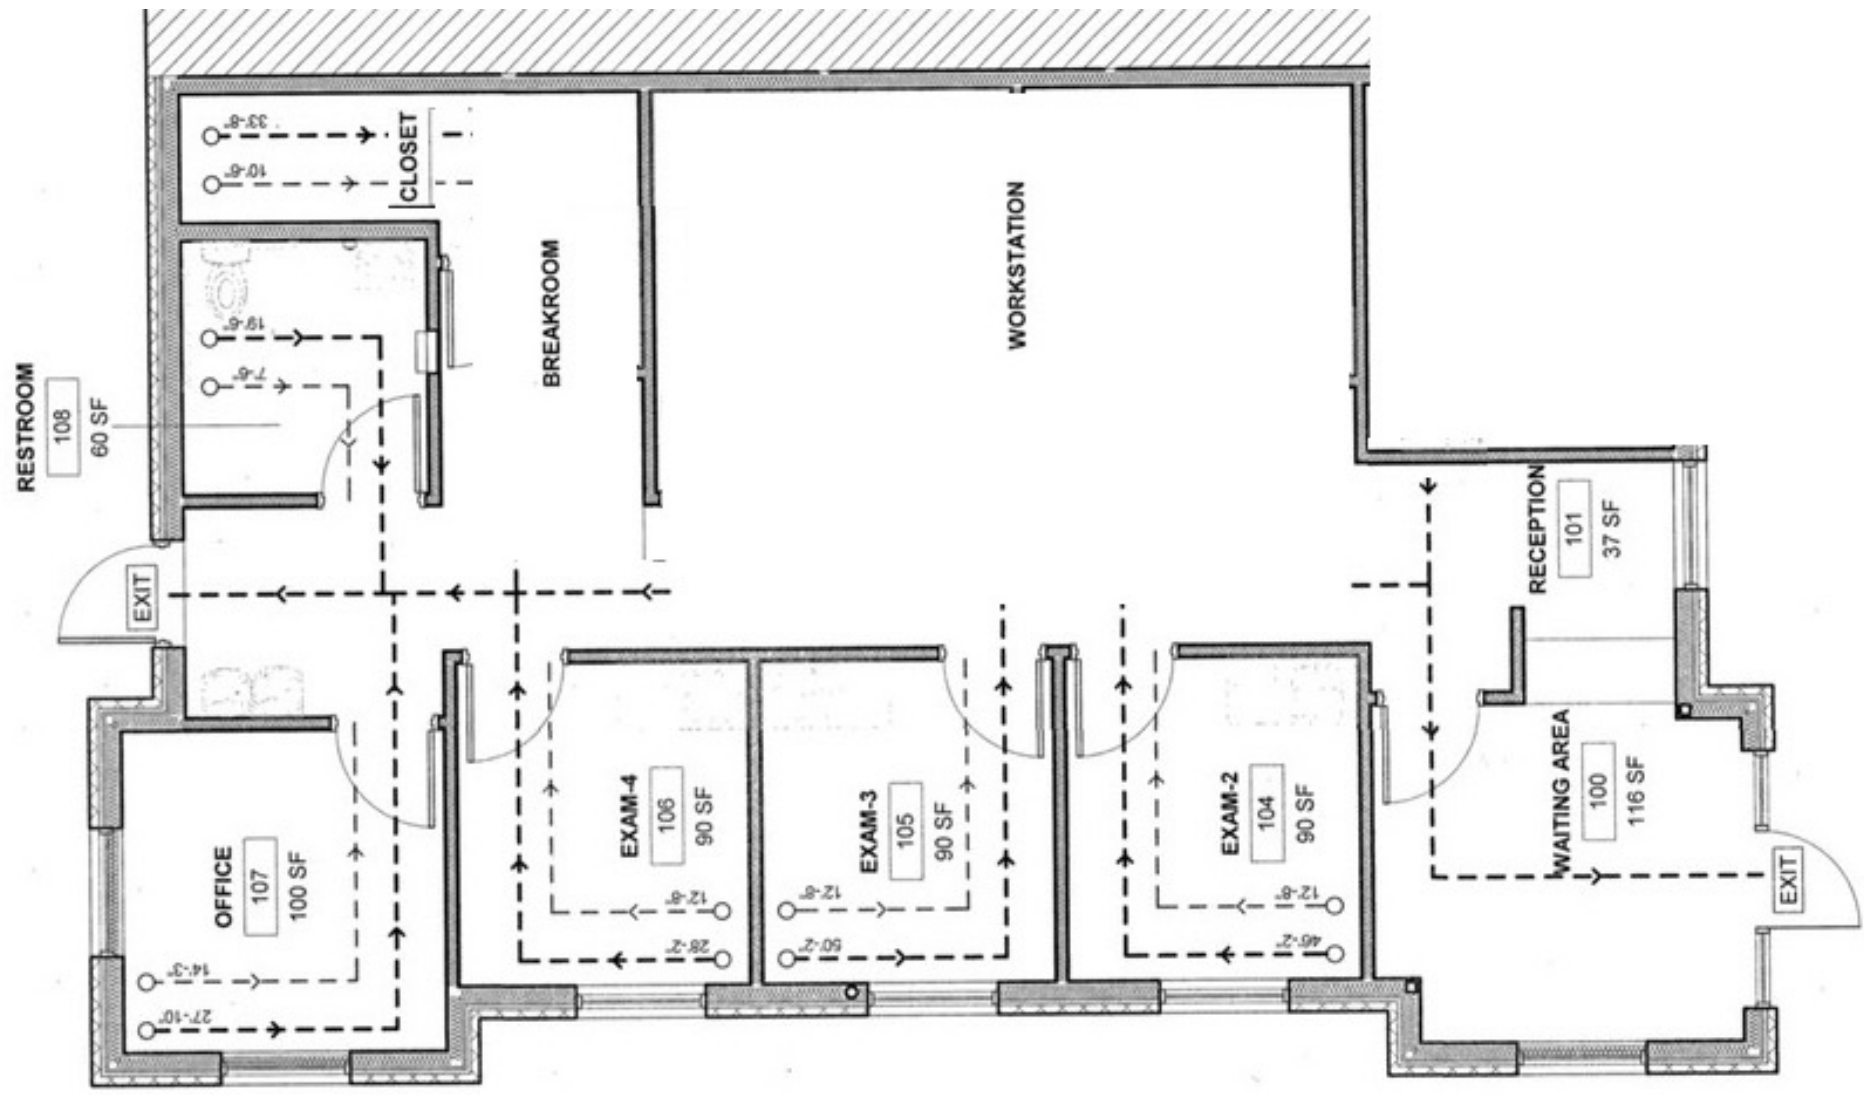 33'-8"
10'-6"
CLOSET
19'-6"
7'-6"
RESTROOM
108
60 SF
BREAKROOM
WORKSTATION
EXIT
RECEPTION
101
37 SF
OFFICE
107
100 SF
14'-3"
27'-10"
EXAM-4
106
90 SF
12'-8"
28'-2"
EXAM-3
105
90 SF
12'-8"
50'-2"
EXAM-2
104
90 SF
12'-8"
46'-2"
WAITING AREA
100
116 SF
EXIT